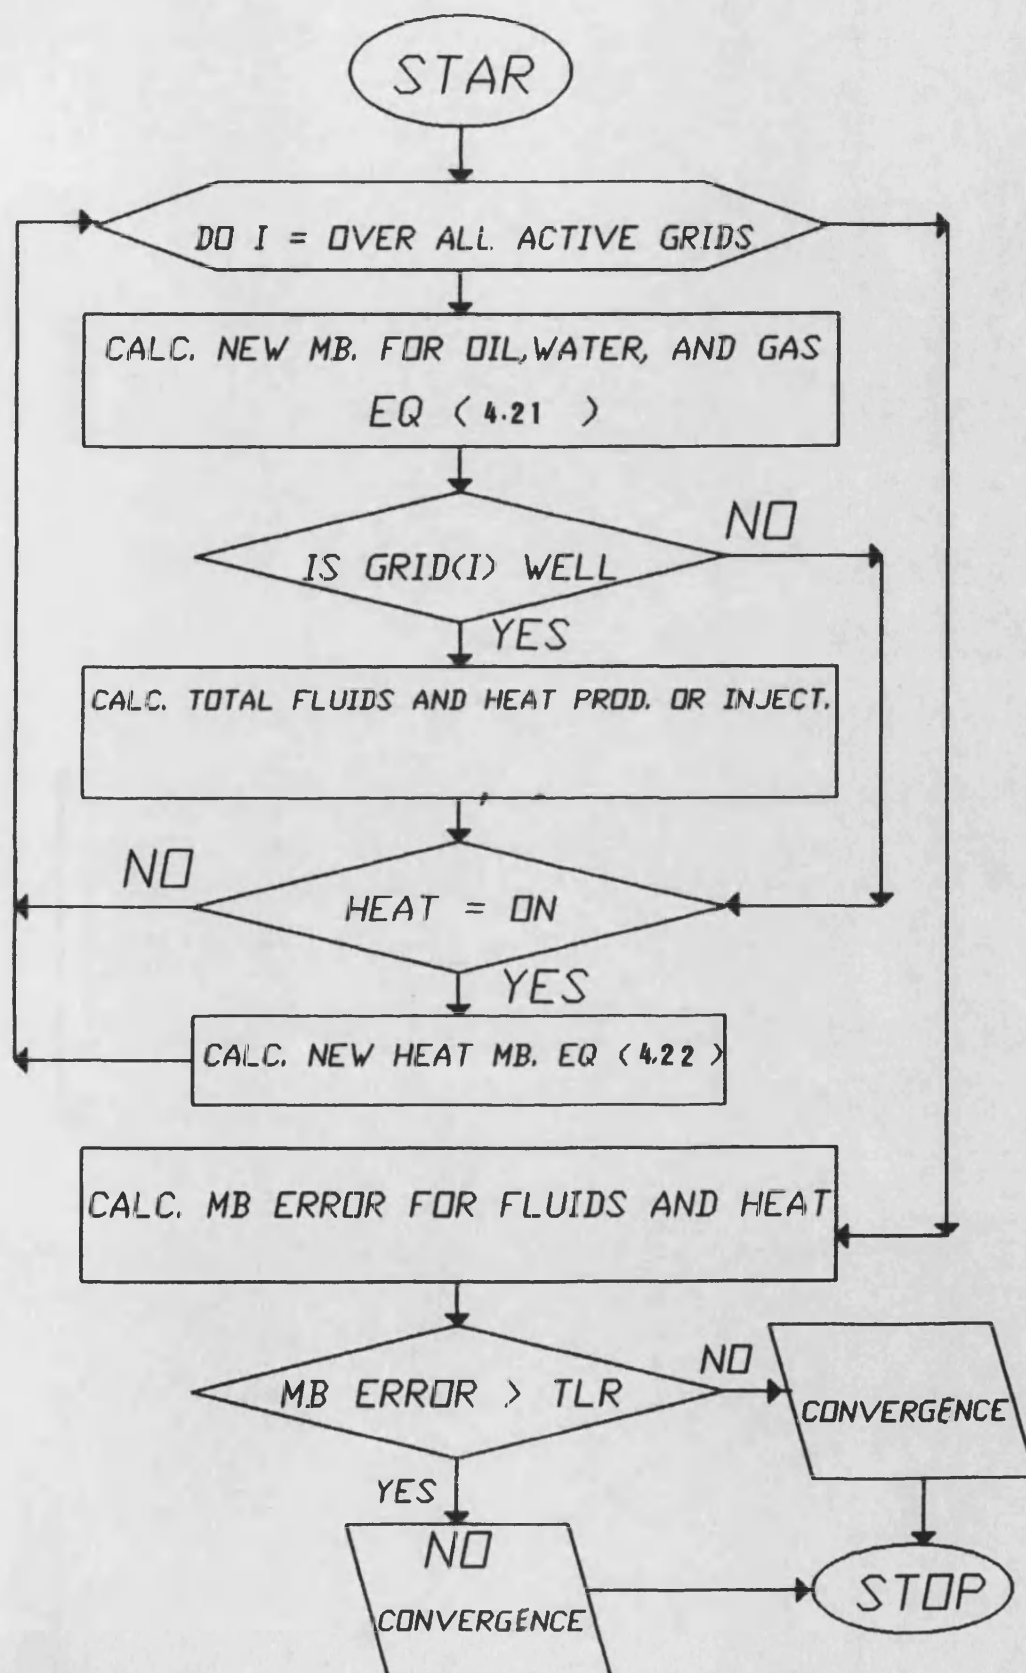 STAR
DO I = OVER ALL. ACTIVE GRIDS
CALC. NEW MB. FOR OIL,WATER, AND GAS
EQ ( 4.21 )
NO
IS GRID(I) WELL
YES
CALC. TOTAL FLUIDS AND HEAT PROD. OR INJECT.
NO
HEAT = ON
YES
CALC. NEW HEAT MB. EQ ( 4.22 )
CALC. MB ERROR FOR FLUIDS AND HEAT
NO
M.B ERROR > TLR
CONVERGENCE
YES
NO
CONVERGENCE
STOP